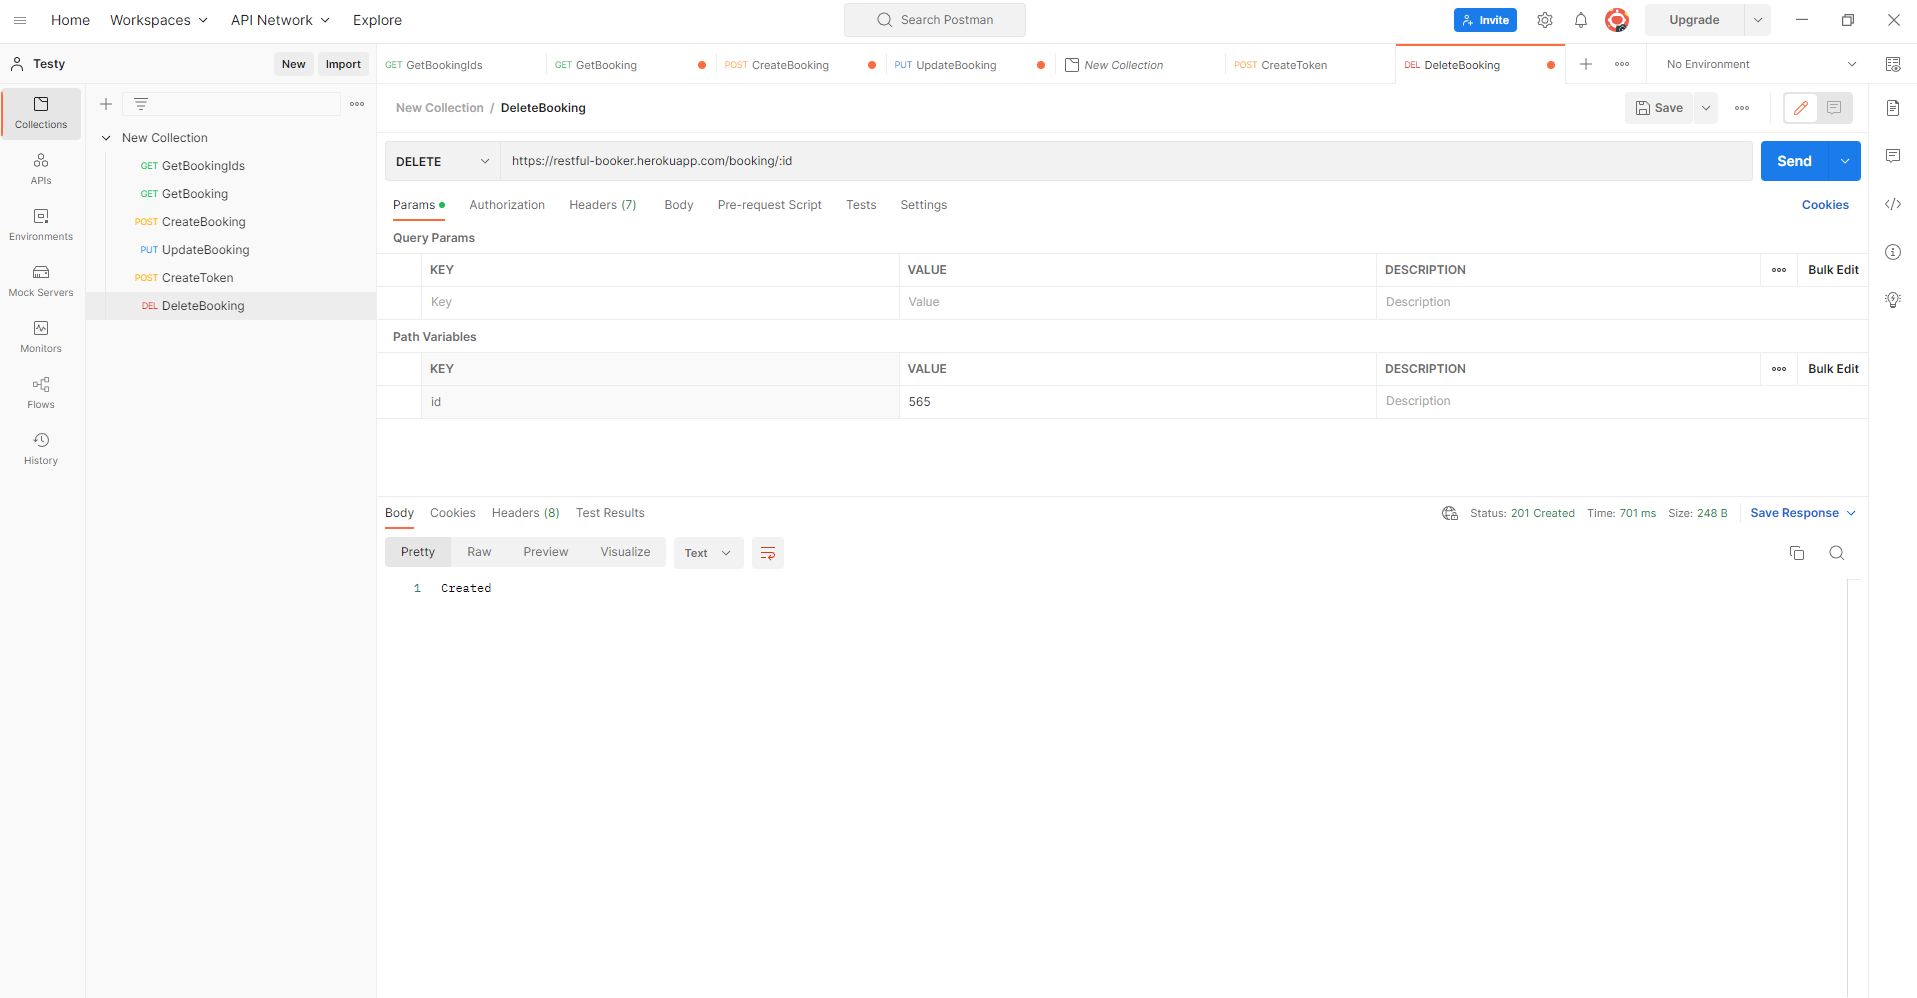 Home Workspaces API Network Explore Search Postman Invite Upgrade
Testy New Import
GET GetBookingIds GET GetBooking POST CreateBooking PUT UpdateBooking New Collection POST CreateToken DEL DeleteBooking No Environment
Collections
APIs
Environments
Mock Servers
Monitors
Flows
History
New Collection
GET GetBookingIds
GET GetBooking
POST CreateBooking
PUT UpdateBooking
POST CreateToken
DEL DeleteBooking
New Collection / DeleteBooking Save
DELETE https://restful-booker.herokuapp.com/booking/:id Send
Params Authorization Headers (7) Body Pre-request Script Tests Settings Cookies
Query Params
KEY VALUE DESCRIPTION Bulk Edit
Key Value Description
Path Variables
KEY VALUE DESCRIPTION Bulk Edit
id 565 Description
Body Cookies Headers (8) Test Results Status: 201 Created Time: 701 ms Size: 248 B Save Response
Pretty Raw Preview Visualize Text
1 Created